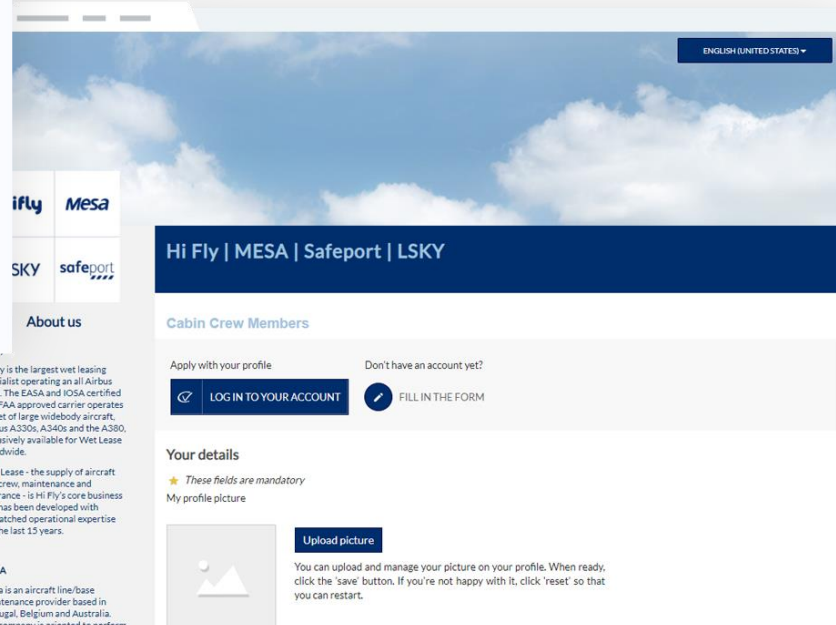 ENGLISH (UNITED STATES)
ifly
Mesa
SKY
safeport
Hi Fly | MESA | Safeport | LSKY
About us
Cabin Crew Members
Apply with your profile
Don't have an account yet?
LOG IN TO YOUR ACCOUNT
FILL IN THE FORM
y is the largest wet leasing
ialist operating an all Airbus
. The EASA and IOSA certified
FAA approved carrier operates
et of large widebody aircraft,
us A330s, A340s and the A380,
usively available for Wet Lease
dwide.
Lease - the supply of aircraft
crew, maintenance and
rance - is Hi Fly's core business
has been developed with
atched operational expertise
he last 15 years.
A
a is an aircraft line/base
tenance provider based in
ugal, Belgium and Australia.
company is oriented to perform
Your details
These fields are mandatory
My profile picture
Upload picture
You can upload and manage your picture on your profile. When ready,
click the 'save' button. If you're not happy with it, click 'reset' so that
you can restart.